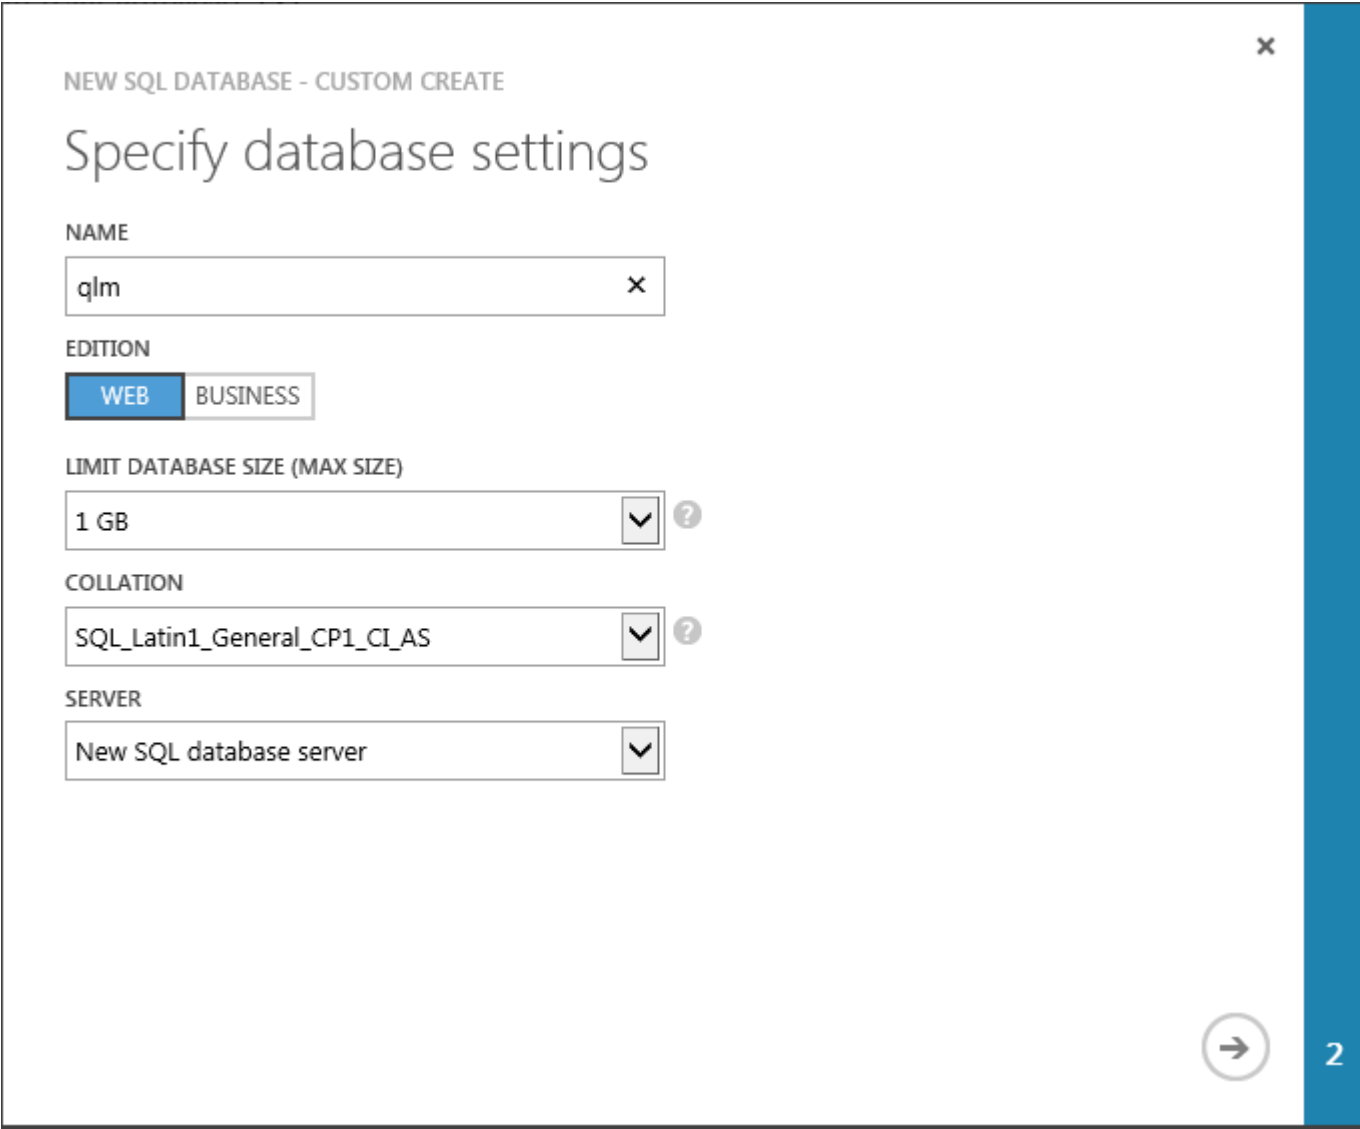 NEW SQL DATABASE - CUSTOM CREATE
Specify database settings
NAME
qlm
EDITION
WEB BUSINESS
LIMIT DATABASE SIZE (MAX SIZE)
1 GB
?
COLLATION
SQL_Latin1_General_CP1_CI_AS
?
SERVER
New SQL database server
2